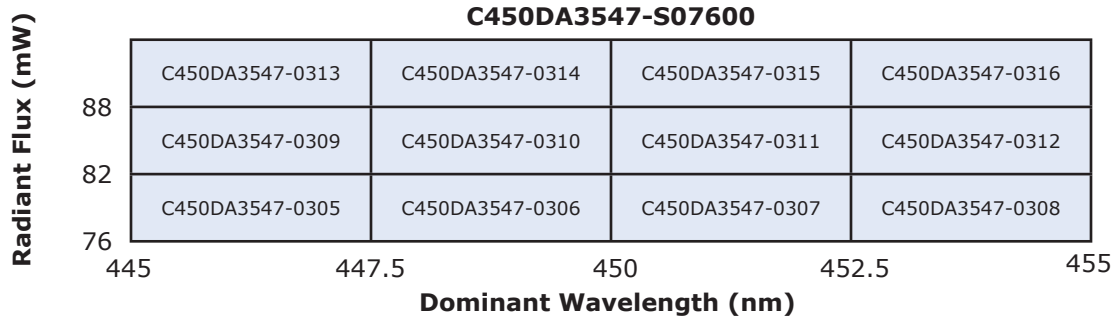 C450DA3547-S07600
Radiant Flux (mW)
C450DA3547-0313 C450DA3547-0314 C450DA3547-0315 C450DA3547-0316
88
C450DA3547-0309 C450DA3547-0310 C450DA3547-0311 C450DA3547-0312
82
C450DA3547-0305 C450DA3547-0306 C450DA3547-0307 C450DA3547-0308
76
445 447.5 450 452.5 455
Dominant Wavelength (nm)